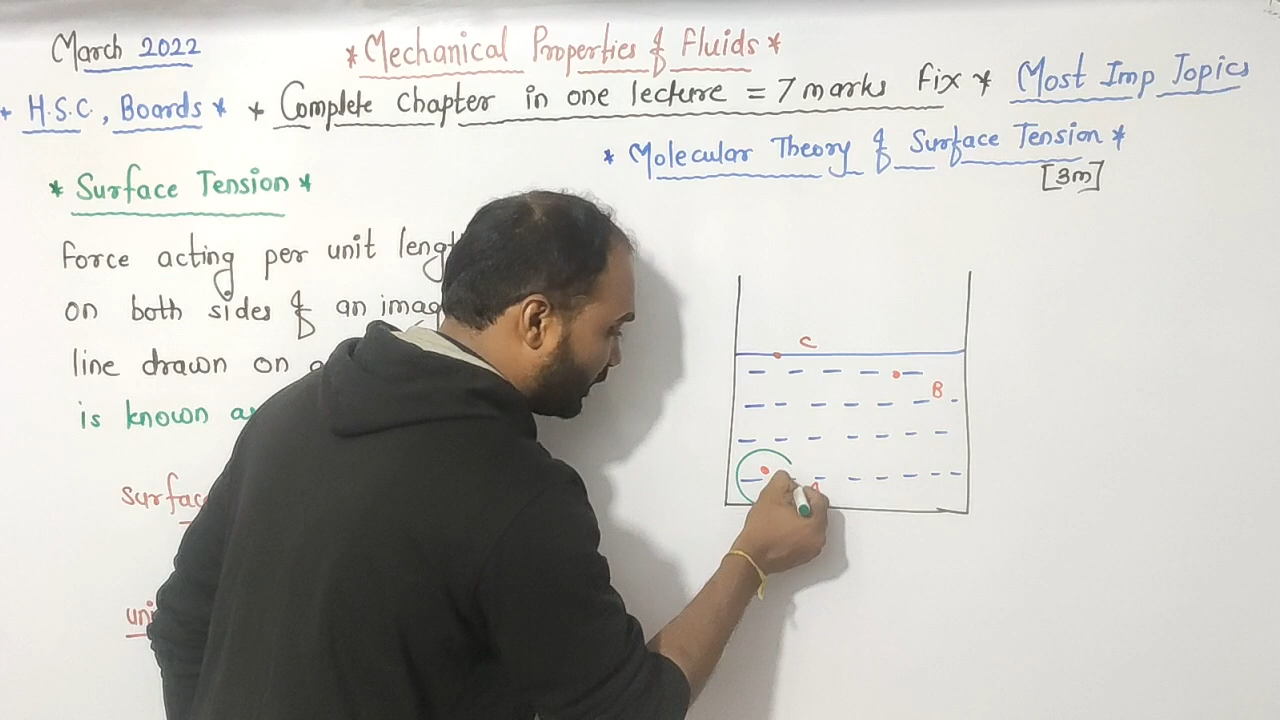 March 2022
* Mechanical Properties of Fluids *
* H.S.C, Boards * * Complete chapter in one lecture = 7 marks fix * Most Imp Topics
* Molecular Theory of Surface Tension *
[3m]
* Surface Tension *
Force acting per unit leng
on both sides of an imag
line drawn on
is known as
surfac
uni
C
B
A